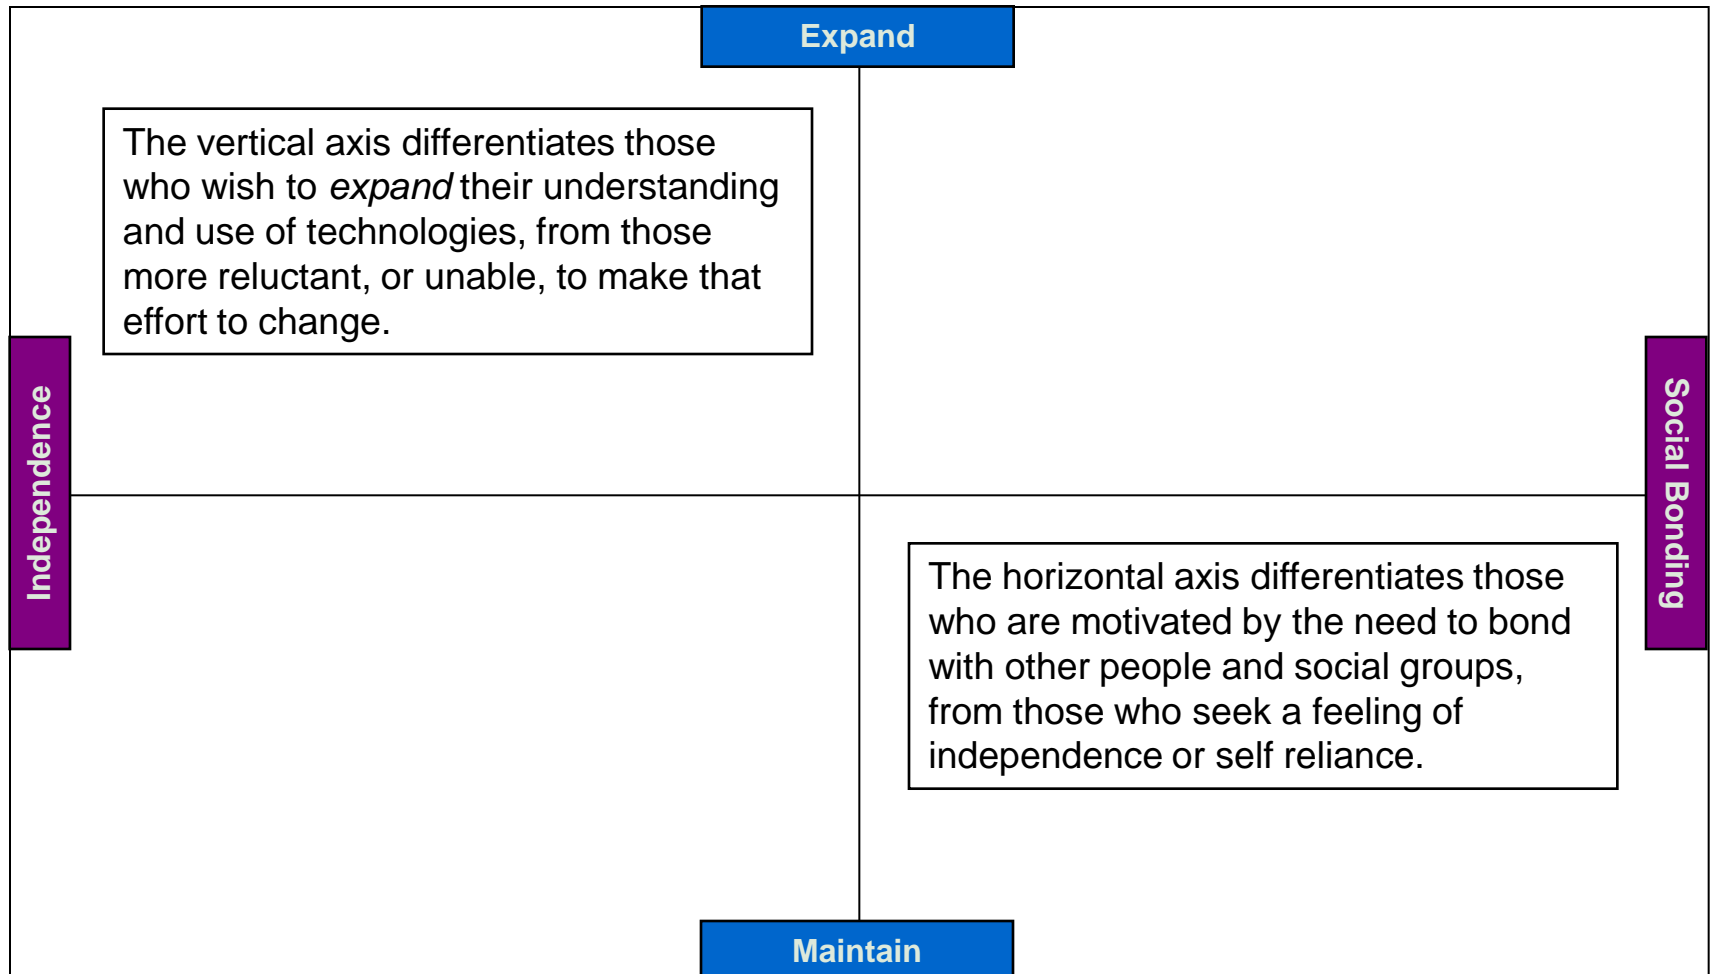 Expand
The vertical axis differentiates those
who wish to expand their understanding
and use of technologies, from those
more reluctant, or unable, to make that
effort to change.
Independence
Social Bonding
The horizontal axis differentiates those
who are motivated by the need to bond
with other people and social groups,
from those who seek a feeling of
independence or self reliance.
Maintain